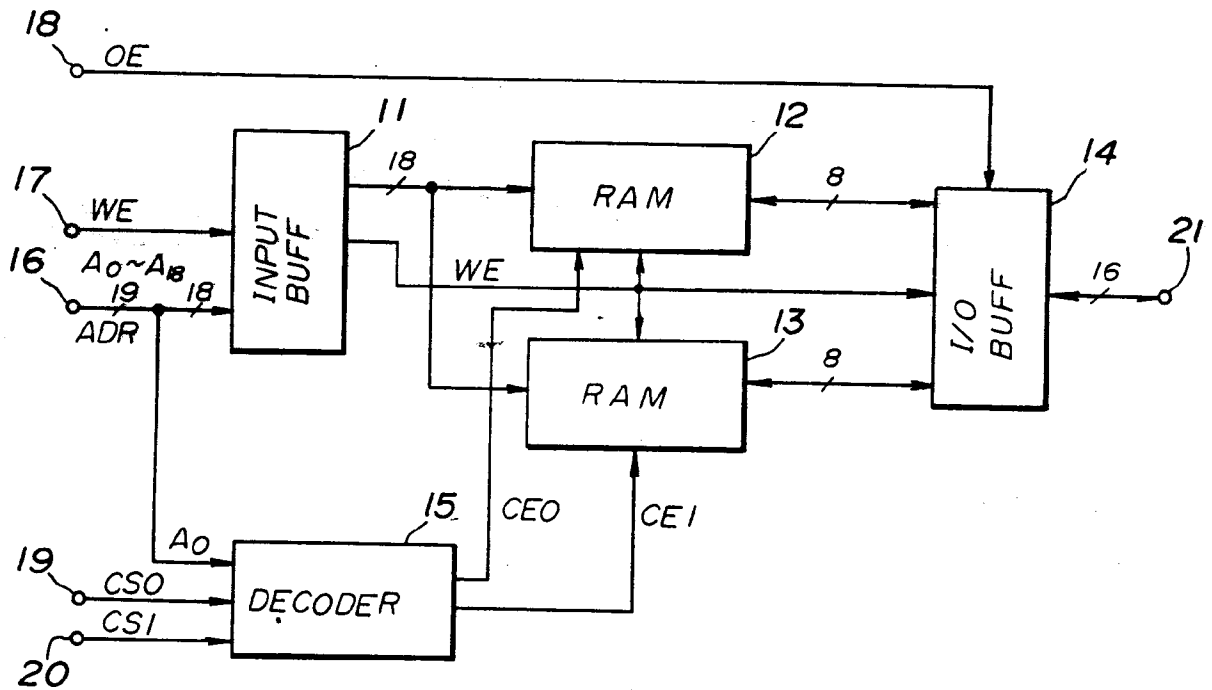 18
OE
11
12
14
17
WE
18
RAM
8
21
16
A0~A18
INPUT
BUFF
WE
16
19
18
ADR
13
I/O
BUFF
RAM
8
15
CE0
CE1
A0
19
CS0
DECODER
CS1
20